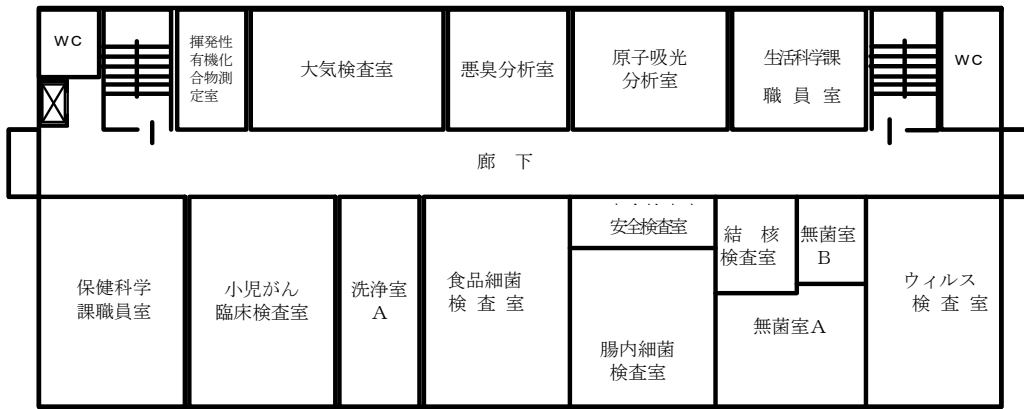 WC
揮発性
有機化
合物測
定室
大気検査室
悪臭分析室
原子吸光
分析室
生活科学課
職員室
WC
廊下
保健科学
課職員室
小児がん
臨床検査室
洗浄室
A
食品細菌
検査室
安全検査室
腸内細菌
検査室
結核
検査室
無菌室
B
無菌室A
ウィルス
検査室